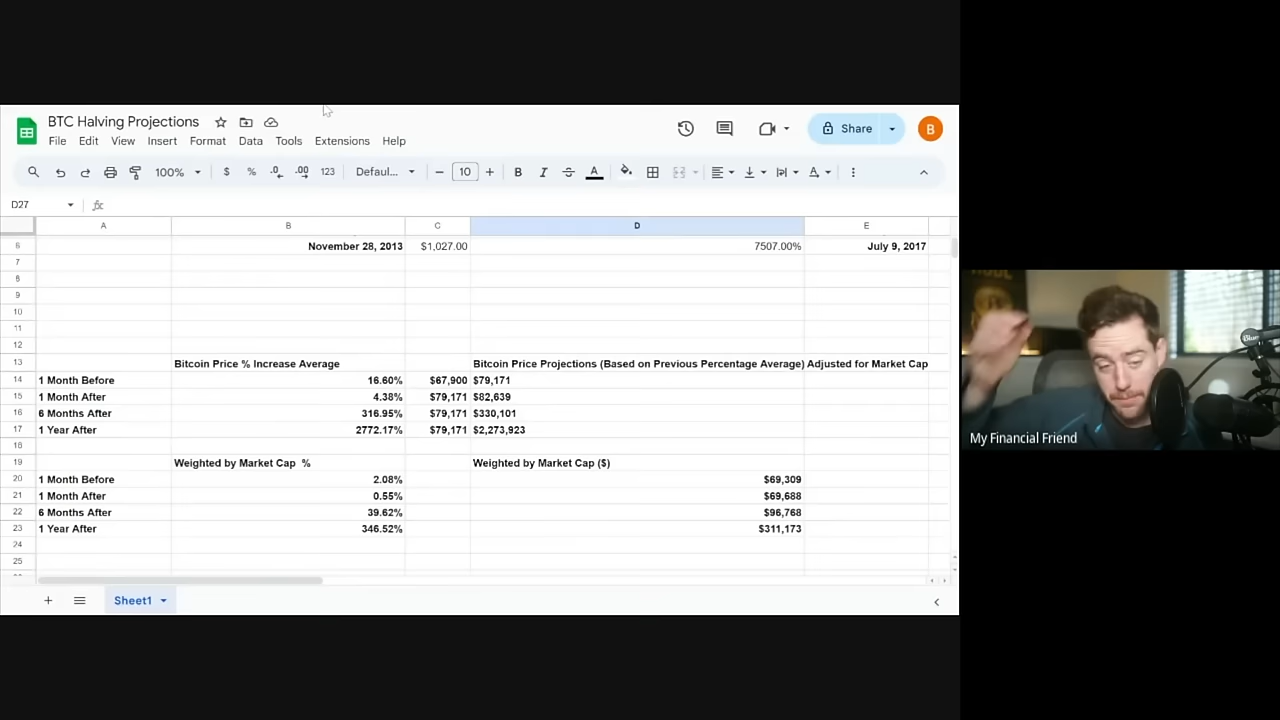 BTC Halving Projections
File Edit View Insert Format Data Tools Extensions Help
Share
B
100% $ % .0 .00 123 Defaul... 10 B I S A
D27 fx
A B C D E
6 November 28, 2013 $1,027.00 7507.00% July 9, 2017
7
8
9
10
11
12
13 Bitcoin Price % Increase Average Bitcoin Price Projections (Based on Previous Percentage Average) Adjusted for Market Cap
14 1 Month Before 16.60% $67,900 $79,171
15 1 Month After 4.38% $79,171 $82,639
16 6 Months After 316.95% $79,171 $330,101
17 1 Year After 2772.17% $79,171 $2,273,923
18
19 Weighted by Market Cap % Weighted by Market Cap ($)
20 1 Month Before 2.08% $69,309
21 1 Month After 0.55% $69,688
22 6 Months After 39.62% $96,768
23 1 Year After 346.52% $311,173
24
25
Sheet1
Blue
My Financial Friend